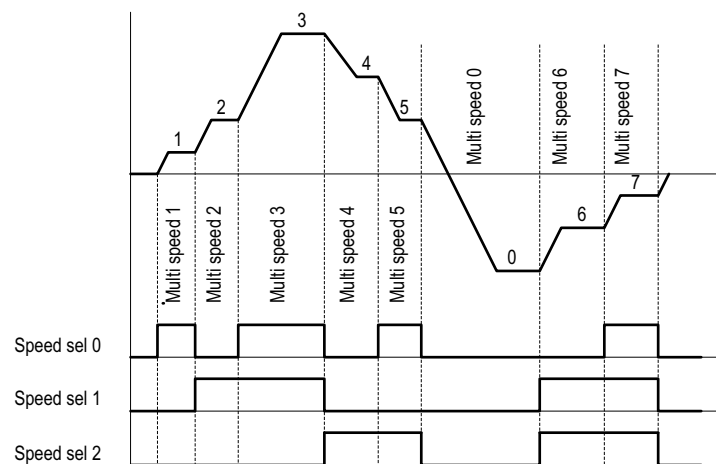 3
4
2
5
1
Multi speed 0
Multi speed 6
Multi speed 7
7
6
0
Multi speed 1
Multi speed 2
Multi speed 3
Multi speed 4
Multi speed 5
Speed sel 0
Speed sel 1
Speed sel 2